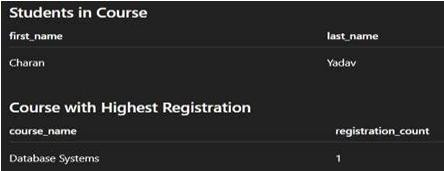 Students in Course
first_name last_name
Charan Yadav
Course with Highest Registration
course_name registration_count
Database Systems 1